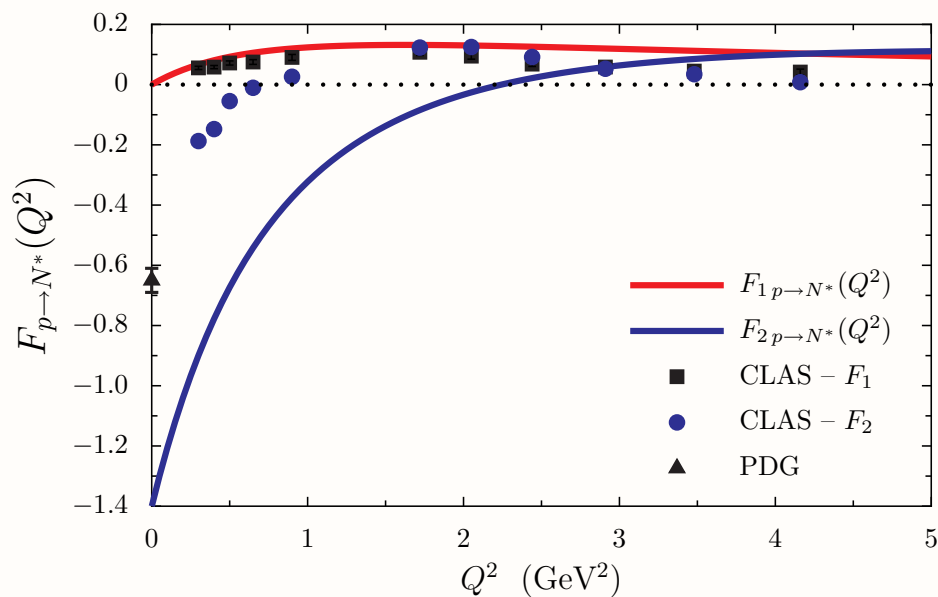 0.2
0
−0.2
−0.4
−0.6
−0.8
−1.0
−1.2
−1.4
F_{p→N*}(Q²)
F_{1 p→N*}(Q²)
F_{2 p→N*}(Q²)
CLAS – F₁
CLAS – F₂
PDG
0 1 2 3 4 5
Q² (GeV²)